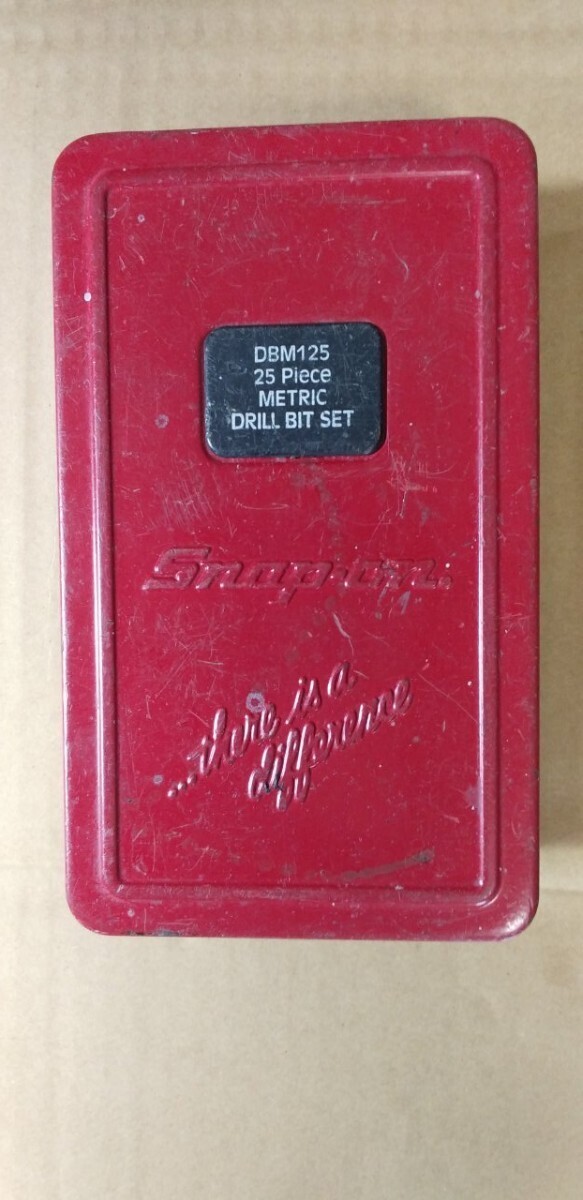 DBM125
25 Piece
METRIC
DRILL BIT SET
Snap-on.
...there is a
difference